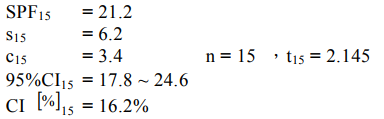 SPF₁₅ = 21.2
s₁₅ = 6.2
c₁₅ = 3.4 n = 15 ，t₁₅ = 2.145
95%CI₁₅ = 17.8 ~ 24.6
CI [%]₁₅ = 16.2%